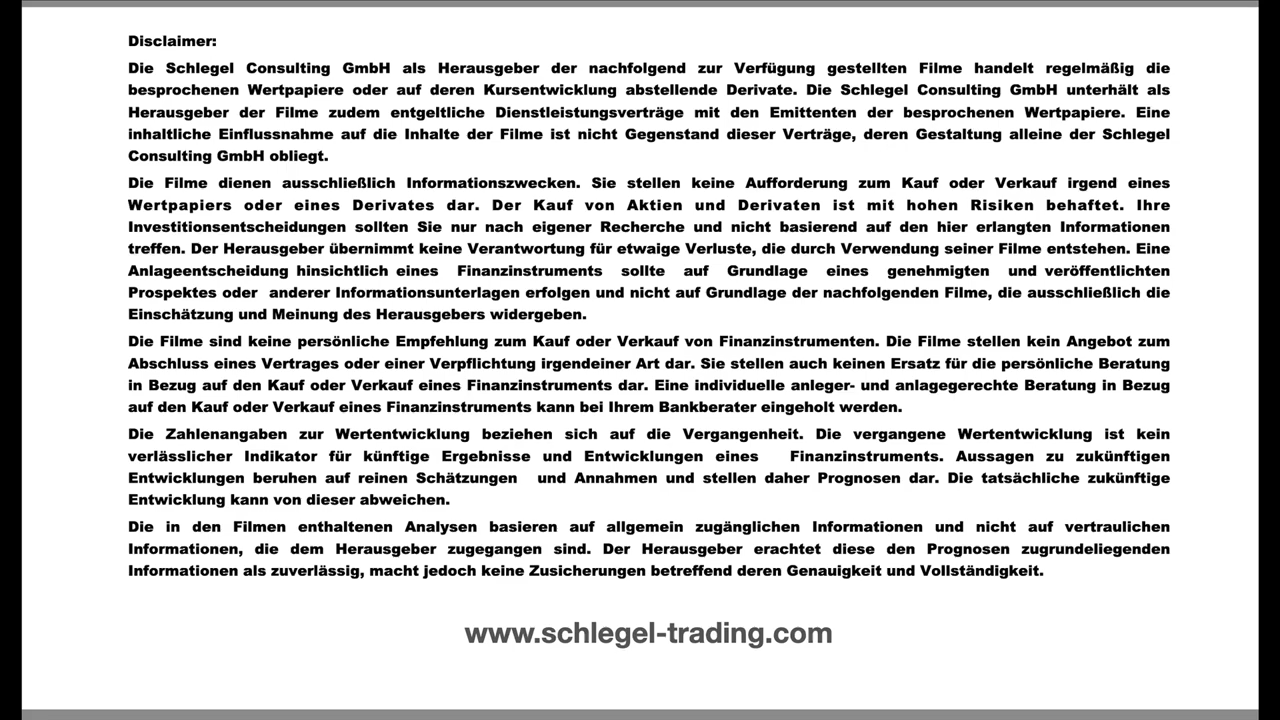 Disclaimer:
Die Schlegel Consulting GmbH als Herausgeber der nachfolgend zur Verfügung gestellten Filme handelt regelmäßig die
besprochenen Wertpapiere oder auf deren Kursentwicklung abstellende Derivate. Die Schlegel Consulting GmbH unterhält als
Herausgeber der Filme zudem entgeltliche Dienstleistungsverträge mit den Emittenten der besprochenen Wertpapiere. Eine
inhaltliche Einflussnahme auf die Inhalte der Filme ist nicht Gegenstand dieser Verträge, deren Gestaltung alleine der Schlegel
Consulting GmbH obliegt.
Die Filme dienen ausschließlich Informationszwecken. Sie stellen keine Aufforderung zum Kauf oder Verkauf irgend eines
Wertpapiers oder eines Derivates dar. Der Kauf von Aktien und Derivaten ist mit hohen Risiken behaftet. Ihre
Investitionsentscheidungen sollten Sie nur nach eigener Recherche und nicht basierend auf den hier erlangten Informationen
treffen. Der Herausgeber übernimmt keine Verantwortung für etwaige Verluste, die durch Verwendung seiner Filme entstehen. Eine
Anlageentscheidung hinsichtlich eines Finanzinstruments sollte auf Grundlage eines genehmigten und veröffentlichten
Prospektes oder anderer Informationsunterlagen erfolgen und nicht auf Grundlage der nachfolgenden Filme, die ausschließlich die
Einschätzung und Meinung des Herausgebers widergeben.
Die Filme sind keine persönliche Empfehlung zum Kauf oder Verkauf von Finanzinstrumenten. Die Filme stellen kein Angebot zum
Abschluss eines Vertrages oder einer Verpflichtung irgendeiner Art dar. Sie stellen auch keinen Ersatz für die persönliche Beratung
in Bezug auf den Kauf oder Verkauf eines Finanzinstruments dar. Eine individuelle anleger- und anlagegerechte Beratung in Bezug
auf den Kauf oder Verkauf eines Finanzinstruments kann bei Ihrem Bankberater eingeholt werden.
Die Zahlenangaben zur Wertentwicklung beziehen sich auf die Vergangenheit. Die vergangene Wertentwicklung ist kein
verlässlicher Indikator für künftige Ergebnisse und Entwicklungen eines Finanzinstruments. Aussagen zu zukünftigen
Entwicklungen beruhen auf reinen Schätzungen und Annahmen und stellen daher Prognosen dar. Die tatsächliche zukünftige
Entwicklung kann von dieser abweichen.
Die in den Filmen enthaltenen Analysen basieren auf allgemein zugänglichen Informationen und nicht auf vertraulichen
Informationen, die dem Herausgeber zugegangen sind. Der Herausgeber erachtet diese den Prognosen zugrundeliegenden
Informationen als zuverlässig, macht jedoch keine Zusicherungen betreffend deren Genauigkeit und Vollständigkeit.
www.schlegel-trading.com